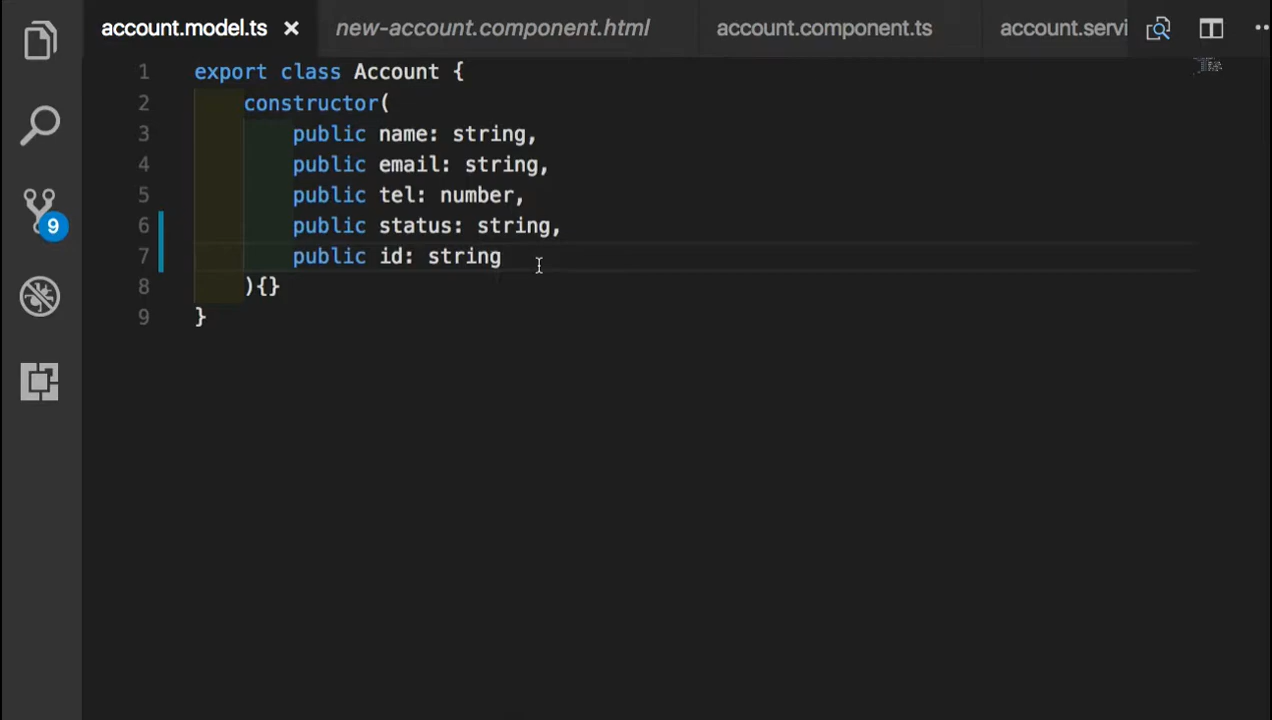 account.model.ts
new-account.component.html
account.component.ts
account.servi
1 export class Account {
2     constructor(
3         public name: string,
4         public email: string,
5         public tel: number,
6         public status: string,
7         public id: string
8     ){}
9 }
9